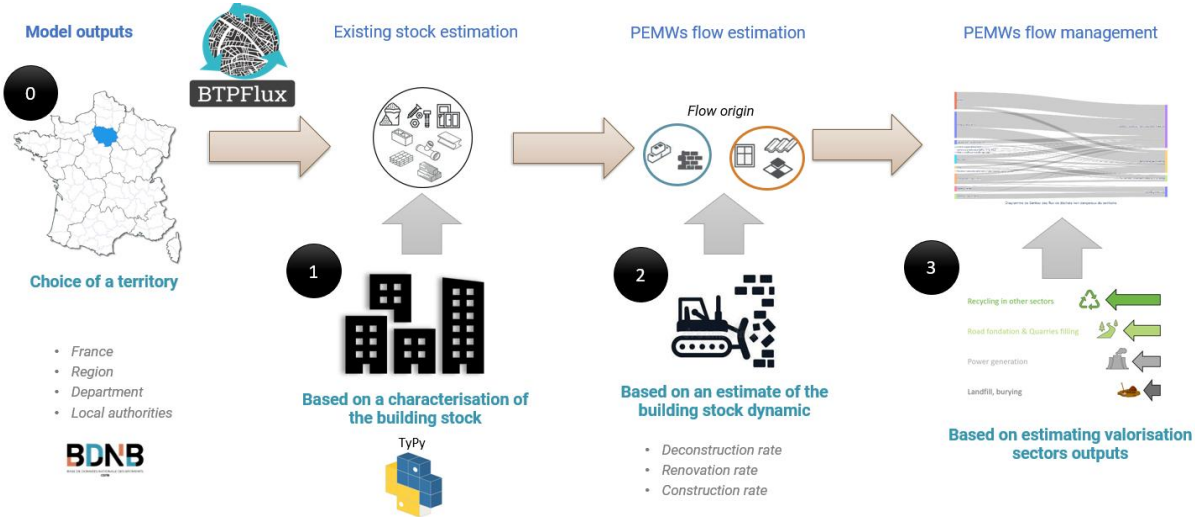 Model outputs
BTPFlux
Existing stock estimation
PEMWs flow estimation
PEMWs flow management
0
Flow origin
Choice of a territory
1
2
3
Recycling in other sectors
Road fondation & Quarries filling
Power generation
Landfill, burying
• France
• Region
• Department
• Local authorities
BDNB
Based on a characterisation of
the building stock
TyPy
Based on an estimate of the
building stock dynamic
• Deconstruction rate
• Renovation rate
• Construction rate
Based on estimating valorisation
sectors outputs